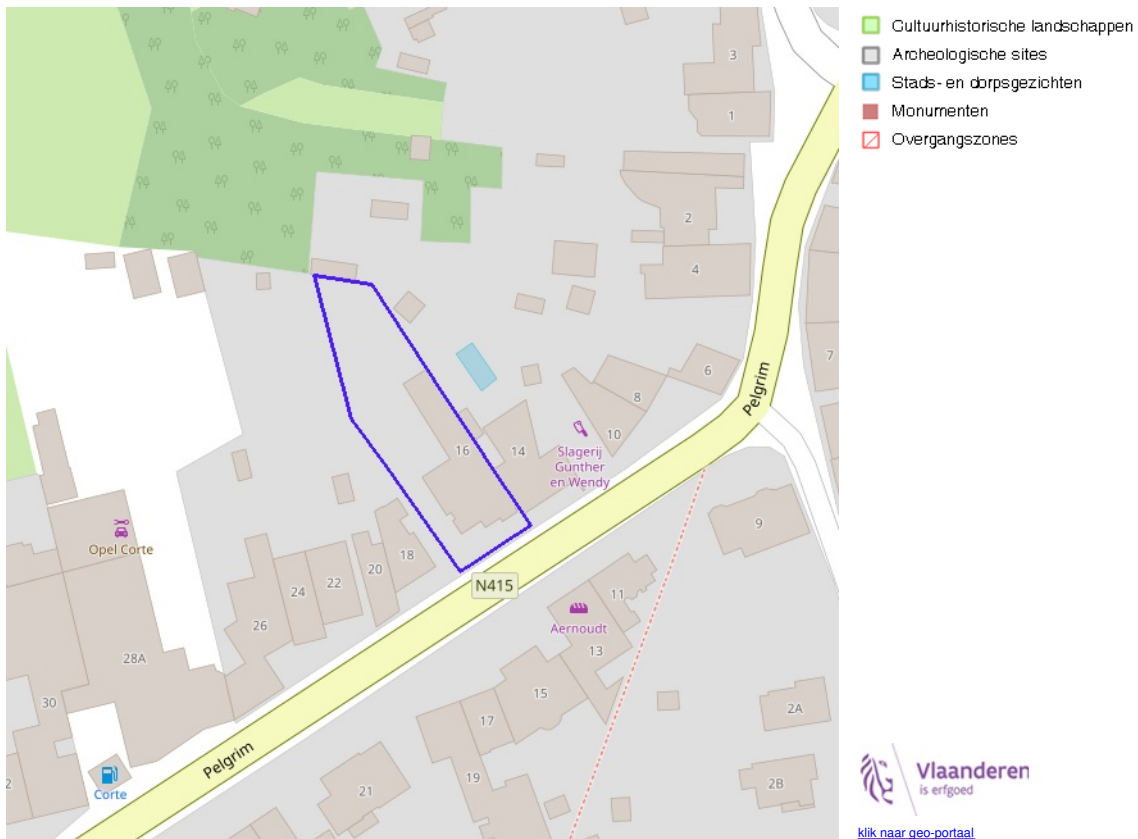 Cultuurhistorische landschappen
Archeologische sites
Stads- en dorpsgezichten
Monumenten
Overgangszones
3
1
2
4
6
7
8
10
Pelgrim
Slagerij
Gunther
en Wendy
16
14
9
18
20
22
24
26
Opel Corte
28A
30
N415
11
Aernoudt
13
15
17
19
21
2A
2B
Pelgrim
Corte
2
Vlaanderen
is erfgoed
klik naar geo-portaal